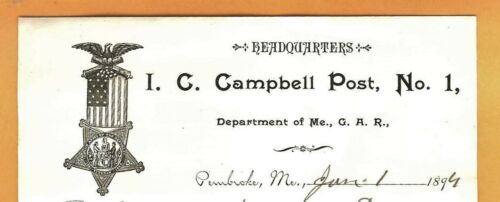 HEADQUARTERS
I. C. Campbell Post, No. 1,
Department of Me., G. A. R.,
Pembroke, Me., Jan 1 1894